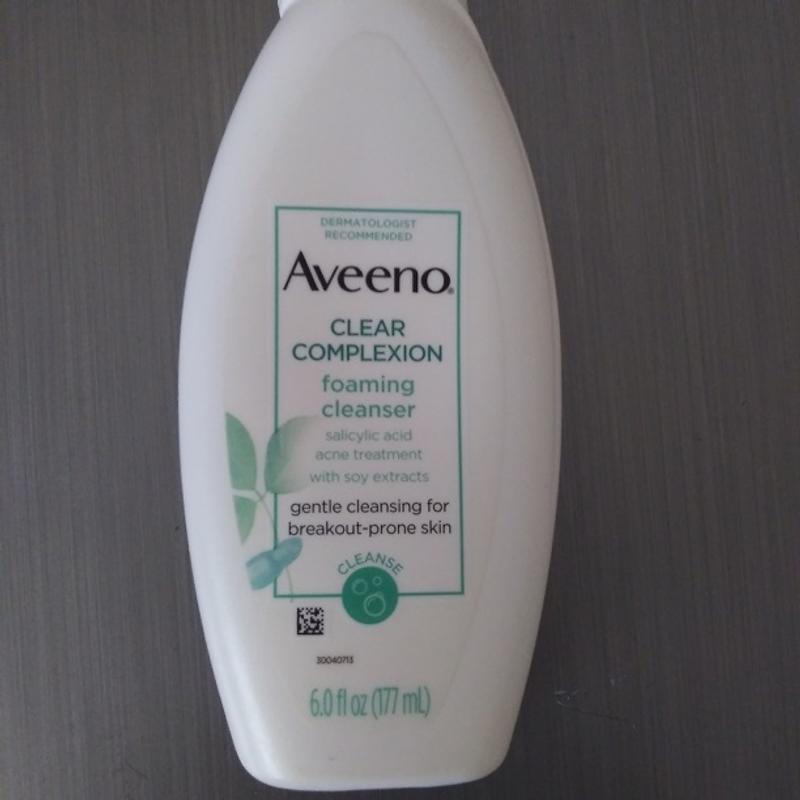 DERMATOLOGIST
RECOMMENDED
Aveeno®
CLEAR
COMPLEXION
foaming
cleanser
salicylic acid
acne treatment
with soy extracts
gentle cleansing for
breakout-prone skin
CLEANSE
30040713
6.0 fl oz (177 mL)